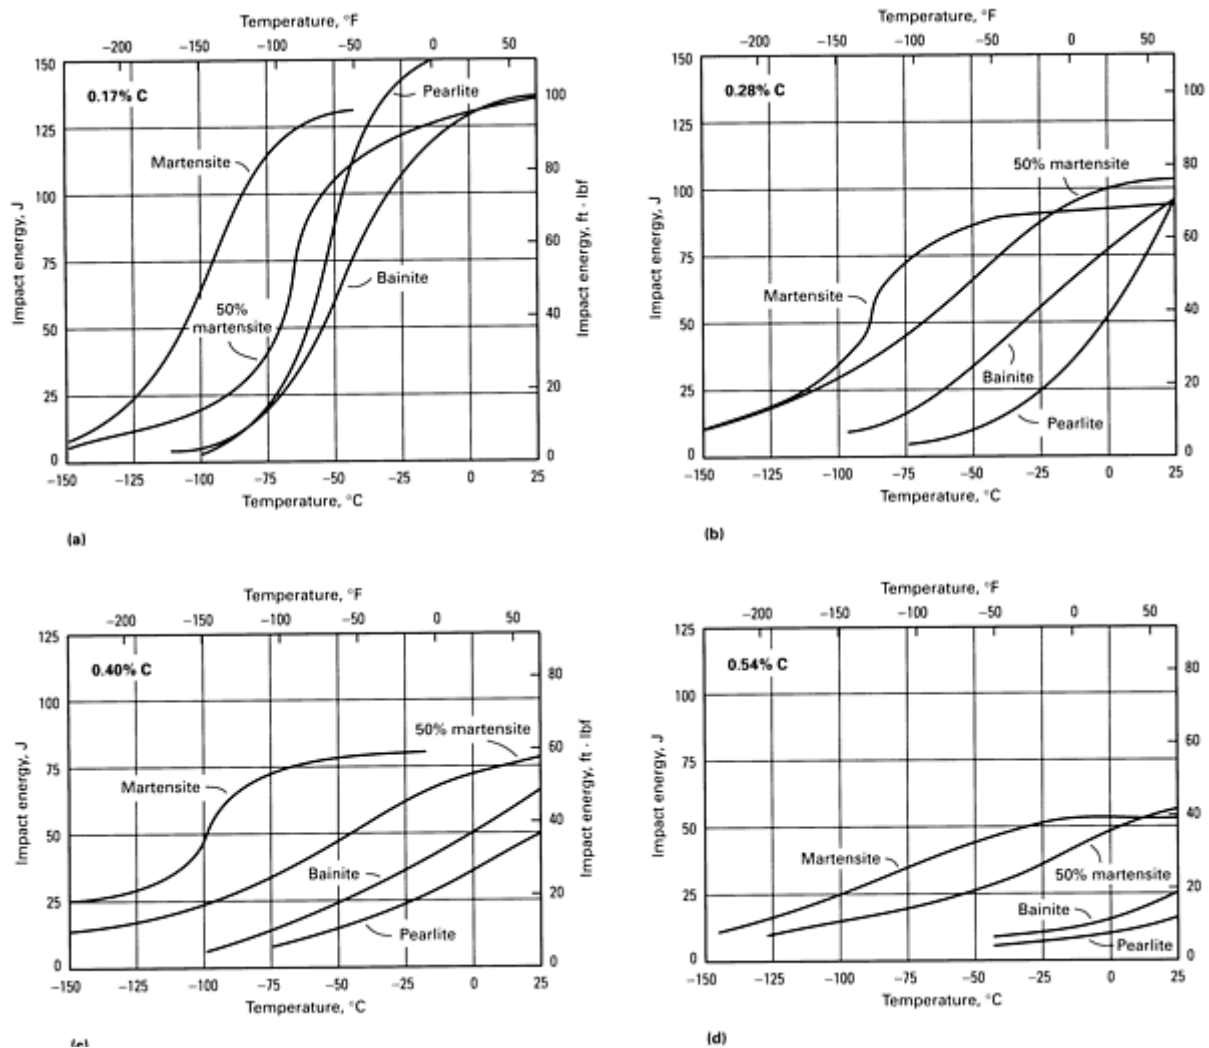 Temperature, °F
−200 −150 −100 −50 0 50
150
125
100
75
50
25
0
Impact energy, J
0.17% C
Pearlite
Martensite
Bainite
50%
martensite
100
80
60
40
20
0
Impact energy, ft · lbf
−150 −125 −100 −75 −50 −25 0 25
Temperature, °C
(a)
Temperature, °F
−200 −150 −100 −50 0 50
150
125
100
75
50
25
0
Impact energy, J
0.28% C
50% martensite
Martensite
Bainite
Pearlite
100
80
60
40
20
0
−150 −125 −100 −75 −50 −25 0 25
Temperature, °C
(b)
Temperature, °F
−200 −150 −100 −50 0 50
125
100
75
50
25
0
Impact energy, J
0.40% C
50% martensite
Martensite
Bainite
Pearlite
80
60
40
20
0
Impact energy, ft · lbf
−150 −125 −100 −75 −50 −25 0 25
Temperature, °C
(c)
Temperature, °F
−200 −150 −100 −50 0 50
125
100
75
50
25
0
Impact energy, J
0.54% C
Martensite
50% martensite
Bainite
Pearlite
80
60
40
20
0
−150 −125 −100 −75 −50 −25 0 25
Temperature, °C
(d)